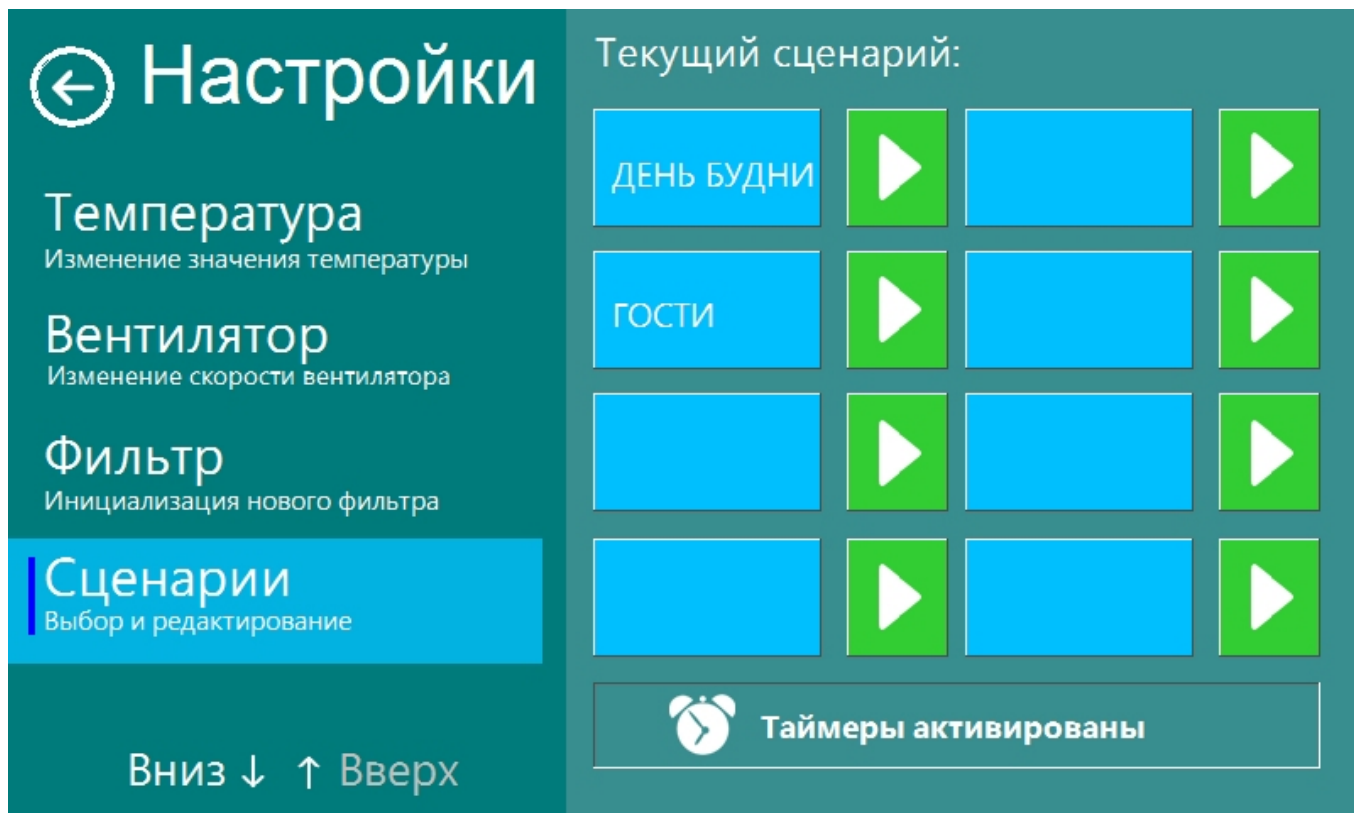 Настройки
Температура
Изменение значения температуры
Вентилятор
Изменение скорости вентилятора
Фильтр
Инициализация нового фильтра
Сценарии
Выбор и редактирование
Вниз ↓ ↑ Вверх
Текущий сценарий:
ДЕНЬ БУДНИ
ГОСТИ
Таймеры активированы